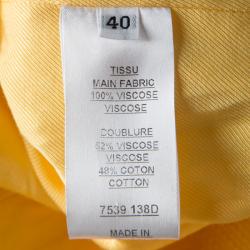 40
TISSU
MAIN FABRIC
100% VISCOSE
VISCOSE
DOUBLURE
52% VISCOSE
VISCOSE
48% COTON
COTTON
7539 138D
MADE IN